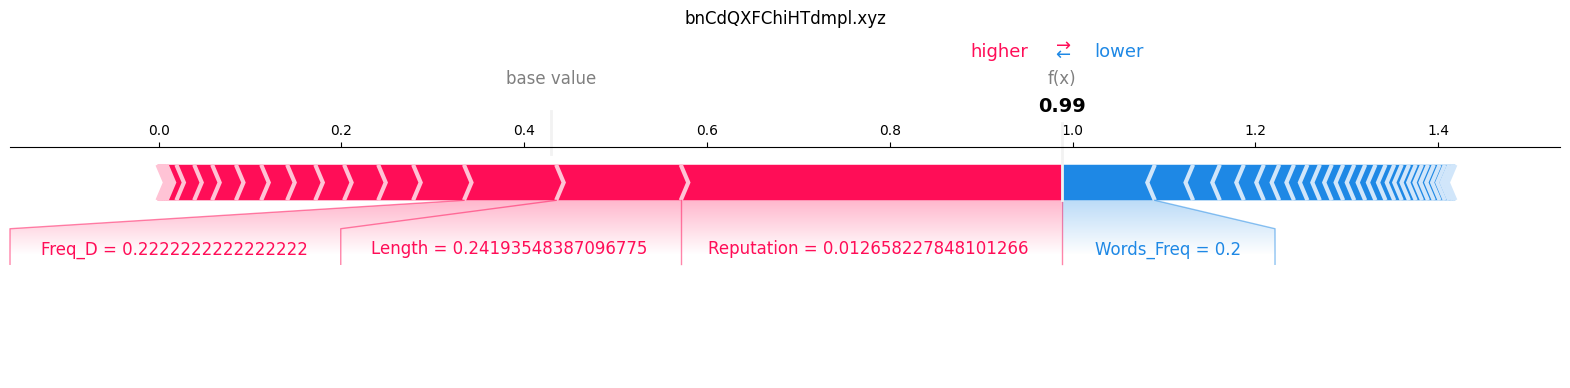 bnCdQXFChiHTdmpl.xyz
higher ⇄ lower
base value f(x)
0.99
0.0 0.2 0.4 0.6 0.8 1.0 1.2 1.4
Freq_D = 0.2222222222222222 Length = 0.24193548387096775 Reputation = 0.012658227848101266 Words_Freq = 0.2